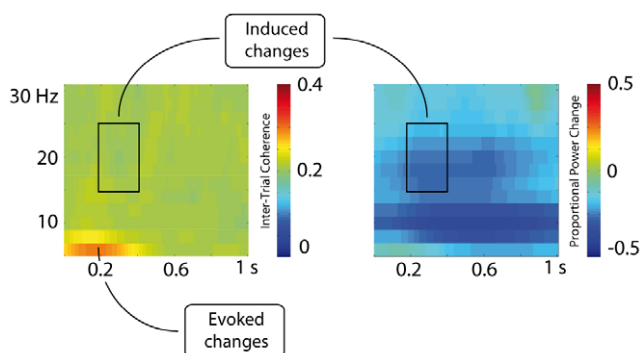 Induced
changes
30 Hz
20
10
0.2
0.6
1 s
0.4
0.2
0
Inter-Trial Coherence
0.2
0.6
1 s
0.5
0
-0.5
Proportional Power Change
Evoked
changes